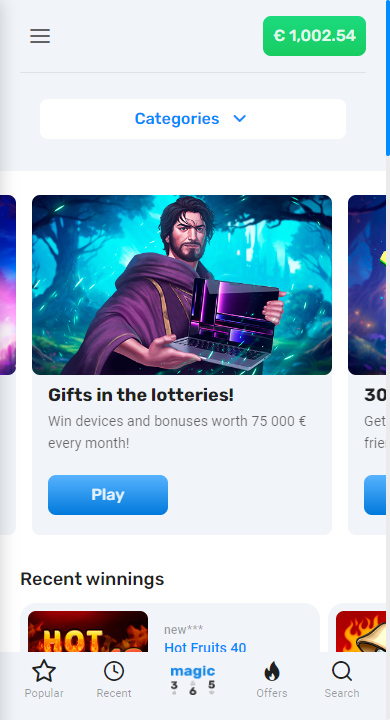 € 1,002.54
Categories
Gifts in the lotteries!
Win devices and bonuses worth 75 000 €
every month!
Play
30
Get
frie
Recent winnings
HOT
new***
Hot Fruits 40
magic
3 6 5
Popular
Recent
Offers
Search